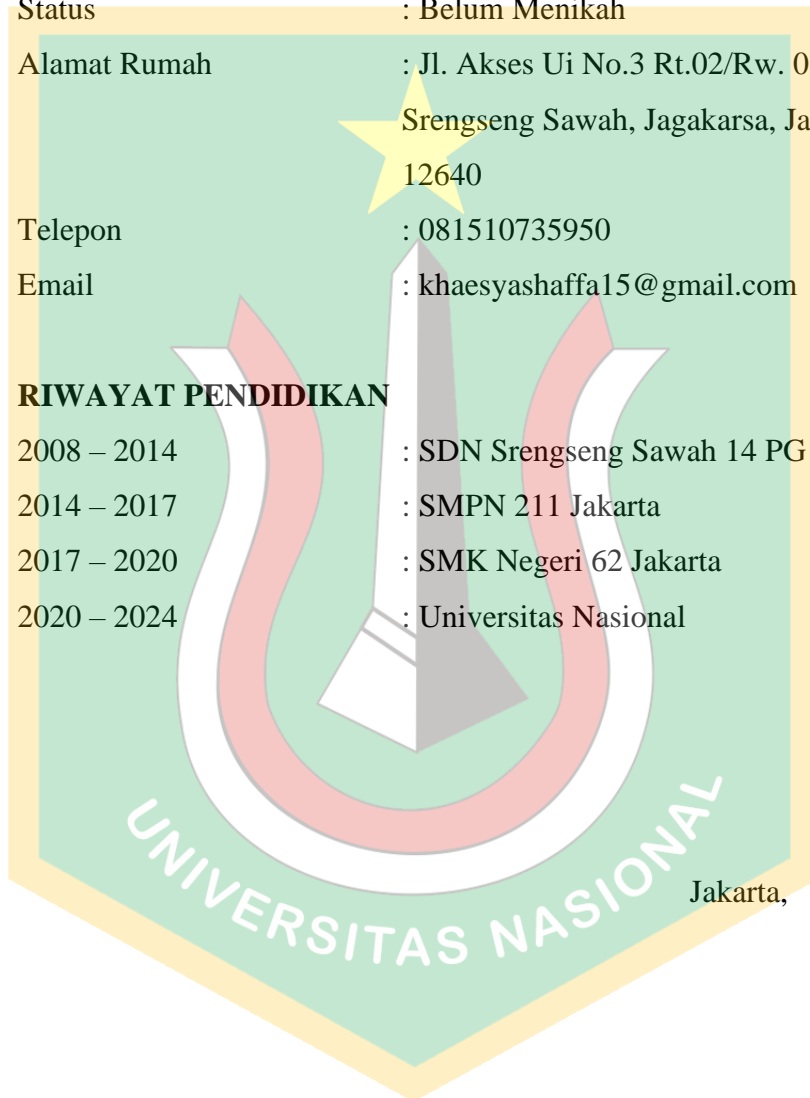 Status : Belum Menikah
Alamat Rumah : Jl. Akses Ui No.3 Rt.02/Rw. 0
Srengseng Sawah, Jagakarsa, Ja
12640
Telepon : 081510735950
Email : khaesyashaffa15@gmail.com
RIWAYAT PENDIDIKAN
2008 – 2014 : SDN Srengseng Sawah 14 PG
2014 – 2017 : SMPN 211 Jakarta
2017 – 2020 : SMK Negeri 62 Jakarta
2020 – 2024 : Universitas Nasional
Jakarta,
UNIVERSITAS NASIONAL